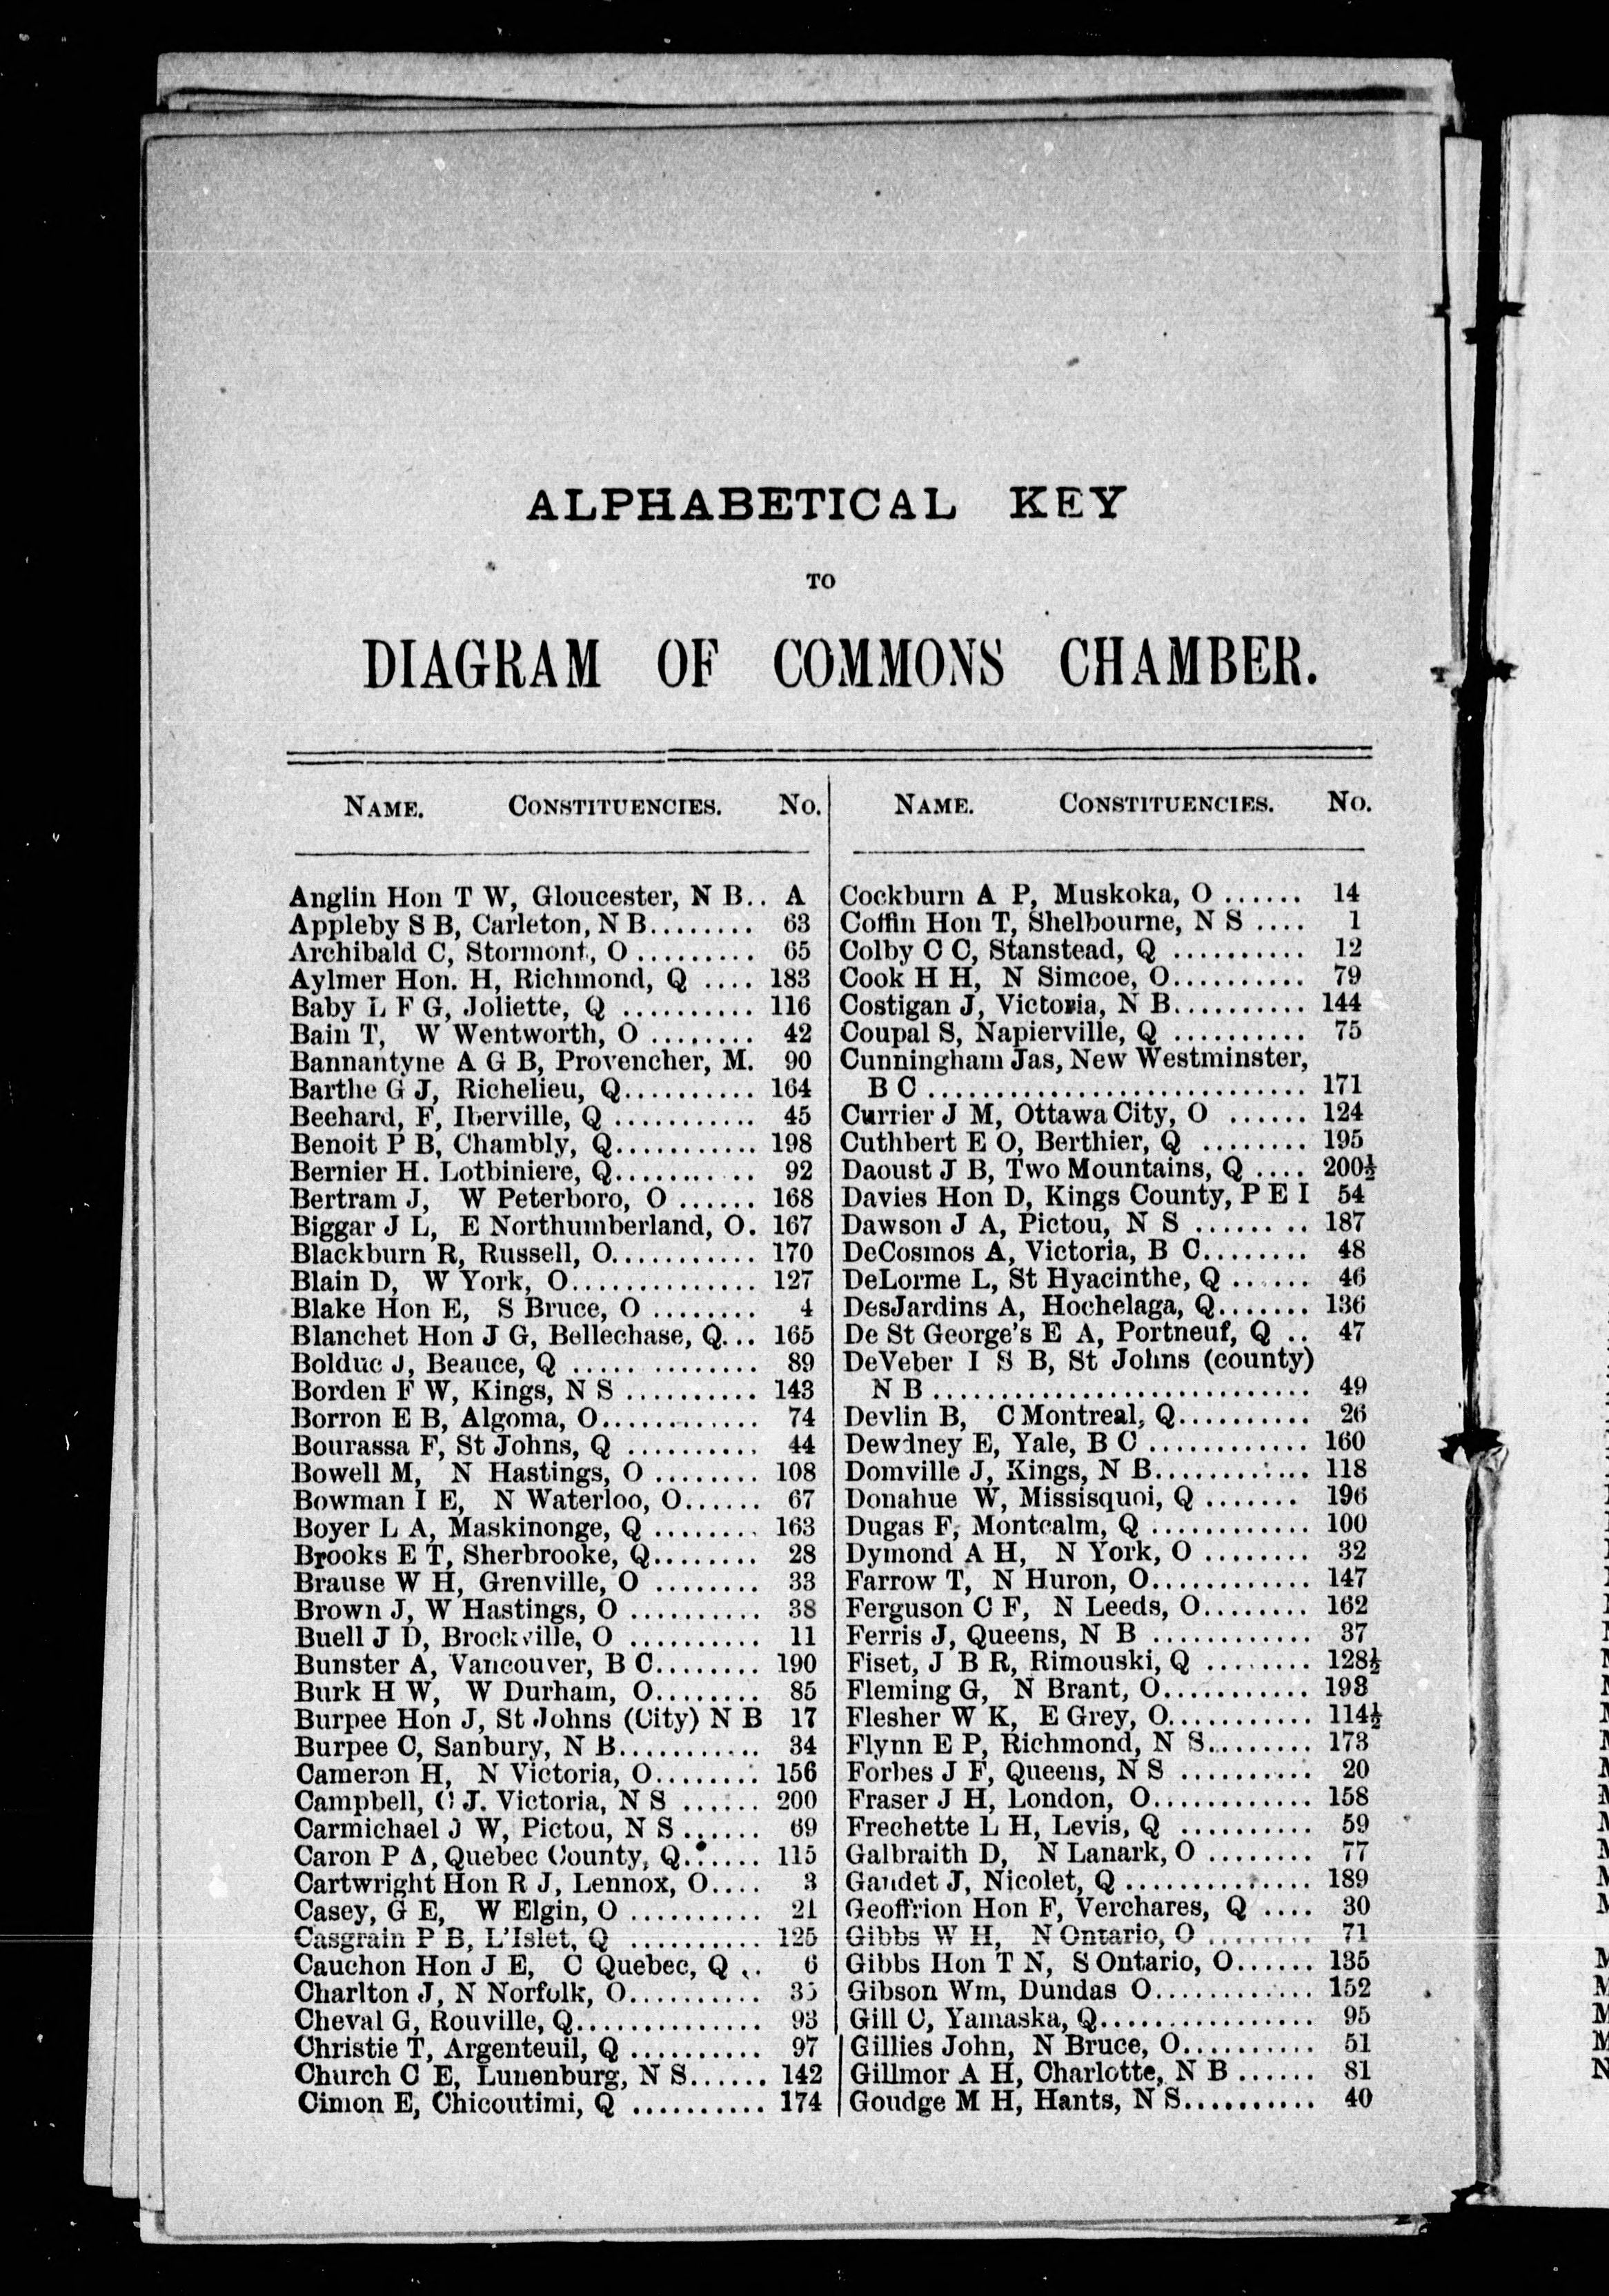 ALPHABETICAL KEY
TO
DIAGRAM OF COMMONS CHAMBER.
NAME. CONSTITUENCIES. No.
Anglin Hon T W, Gloucester, N B.. A
Appleby S B, Carleton, N B........ 63
Archibald C, Stormont, O ......... 65
Aylmer Hon. H, Richmond, Q .... 183
Baby L F G, Joliette, Q .......... 116
Bain T, W Wentworth, O ........ 42
Bannantyne A G B, Provencher, M. 90
Barthe G J, Richelieu, Q.......... 164
Beehard, F, Iberville, Q ........... 45
Benoit P B, Chambly, Q........... 198
Bernier H. Lotbiniere, Q........... 92
Bertram J, W Peterboro, O ...... 168
Biggar J L, E Northumberland, O. 167
Blackburn R, Russell, O........... 170
Blain D, W York, O............... 127
Blake Hon E, S Bruce, O ........ 4
Blanchet Hon J G, Bellechase, Q... 165
Bolduc J, Beauce, Q .............. 89
Borden F W, Kings, N S .......... 143
Borron E B, Algoma, O............ 74
Bourassa F, St Johns, Q .......... 44
Bowell M, N Hastings, O ........ 108
Bowman I E, N Waterloo, O...... 67
Boyer L A, Maskinonge, Q ........ 163
Brooks E T, Sherbrooke, Q........ 28
Brause W H, Grenville, O ........ 33
Brown J, W Hastings, O .......... 38
Buell J D, Brockville, O .......... 11
Bunster A, Vancouver, B C........ 190
Burk H W, W Durham, O........ 85
Burpee Hon J, St Johns (City) N B 17
Burpee C, Sanbury, N B........... 34
Cameron H, N Victoria, O........ 156
Campbell, C J. Victoria, N S ...... 200
Carmichael J W, Pictou, N S ...... 69
Caron P A, Quebec County, Q...... 115
Cartwright Hon R J, Lennox, O.... 3
Casey, G E, W Elgin, O .......... 21
Casgrain P B, L'Islet, Q .......... 125
Cauchon Hon J E, C Quebec, Q .. 6
Charlton J, N Norfolk, O.......... 35
Cheval G, Rouville, Q.............. 93
Christie T, Argenteuil, Q .......... 97
Church C E, Lunenburg, N S...... 142
Cimon E, Chicoutimi, Q .......... 174
NAME. CONSTITUENCIES. No.
Cockburn A P, Muskoka, O ...... 14
Coffin Hon T, Shelbourne, N S .... 1
Colby C C, Stanstead, Q .......... 12
Cook H H, N Simcoe, O.......... 79
Costigan J, Victoria, N B.......... 144
Coupal S, Napierville, Q .......... 75
Cunningham Jas, New Westminster,
B C ............................ 171
Currier J M, Ottawa City, O ...... 124
Cuthbert E O, Berthier, Q ........ 195
Daoust J B, Two Mountains, Q .... 200½
Davies Hon D, Kings County, P E I 54
Dawson J A, Pictou, N S ........ 187
DeCosmos A, Victoria, B C........ 48
DeLorme L, St Hyacinthe, Q ...... 46
DesJardins A, Hochelaga, Q....... 136
De St George's E A, Portneuf, Q .. 47
DeVeber I S B, St Johns (county)
N B ............................ 49
Devlin B, C Montreal, Q.......... 26
Dewdney E, Yale, B C ............ 160
Domville J, Kings, N B............ 118
Donahue W, Missisquoi, Q ....... 196
Dugas F, Montcalm, Q ............ 100
Dymond A H, N York, O ........ 32
Farrow T, N Huron, O............ 147
Ferguson C F, N Leeds, O........ 162
Ferris J, Queens, N B ............ 37
Fiset, J B R, Rimouski, Q ........ 128½
Fleming G, N Brant, O........... 193
Flesher W K, E Grey, O........... 114½
Flynn E P, Richmond, N S........ 173
Forbes J F, Queens, N S .......... 20
Fraser J H, London, O............ 158
Frechette L H, Levis, Q .......... 59
Galbraith D, N Lanark, O ........ 77
Gaudet J, Nicolet, Q .............. 189
Geoffrion Hon F, Verchares, Q .... 30
Gibbs W H, N Ontario, O ........ 71
Gibbs Hon T N, S Ontario, O...... 135
Gibson Wm, Dundas O............ 152
Gill C, Yamaska, Q................ 95
Gillies John, N Bruce, O.......... 51
Gillmor A H, Charlotte, N B ...... 81
Goudge M H, Hants, N S.......... 40